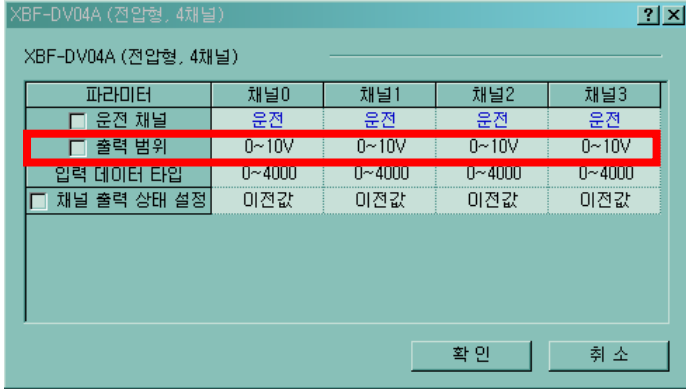 XBF-DV04A (전압형, 4채널)
XBF-DV04A (전압형, 4채널)
파라미터 채널0 채널1 채널2 채널3
운전 채널 운전 운전 운전 운전
출력 범위 0~10V 0~10V 0~10V 0~10V
입력 데이터 타입 0~4000 0~4000 0~4000 0~4000
채널 출력 상태 설정 이전값 이전값 이전값 이전값
확인 취소